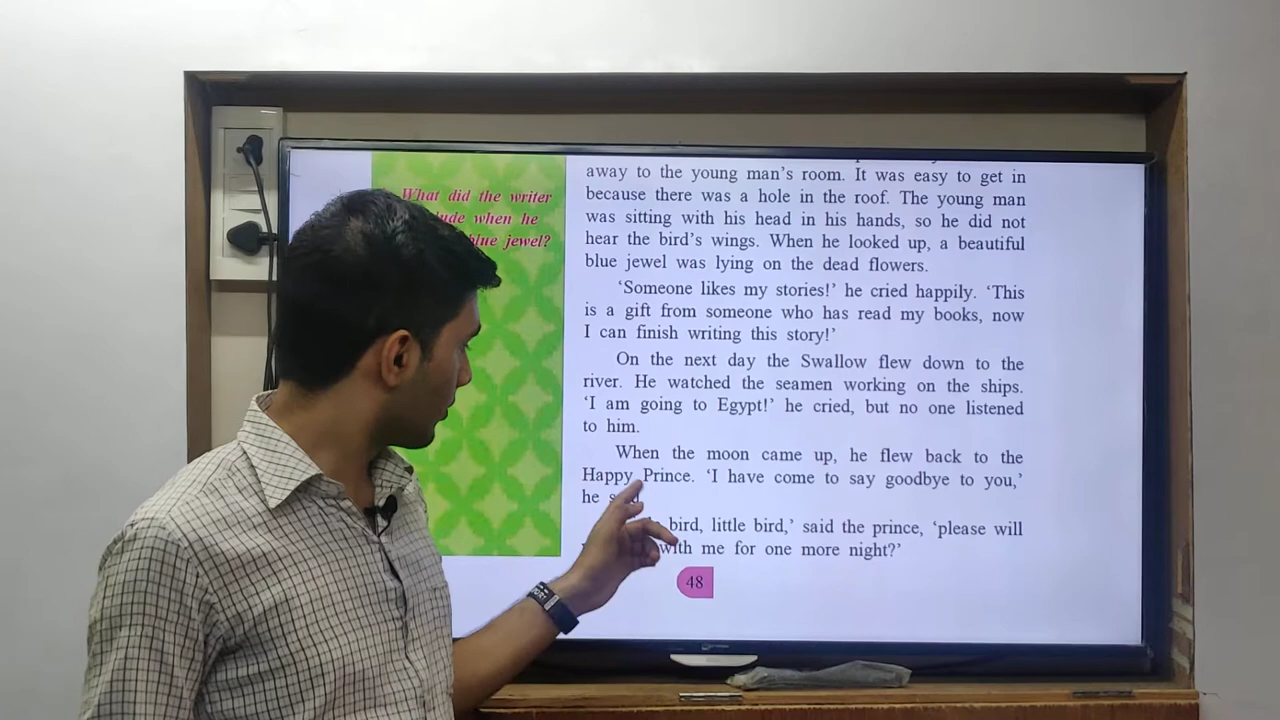 What did the writer
when he
blue jewel?
away to the young man's room. It was easy to get in
because there was a hole in the roof. The young man
was sitting with his head in his hands, so he did not
hear the bird's wings. When he looked up, a beautiful
blue jewel was lying on the dead flowers.
'Someone likes my stories!' he cried happily. 'This
is a gift from someone who has read my books, now
I can finish writing this story!'
On the next day the Swallow flew down to the
river. He watched the seamen working on the ships.
'I am going to Egypt!' he cried, but no one listened
to him.
When the moon came up, he flew back to the
Happy Prince. 'I have come to say goodbye to you,'
he
bird, little bird,' said the prince, 'please will
with me for one more night?'
48